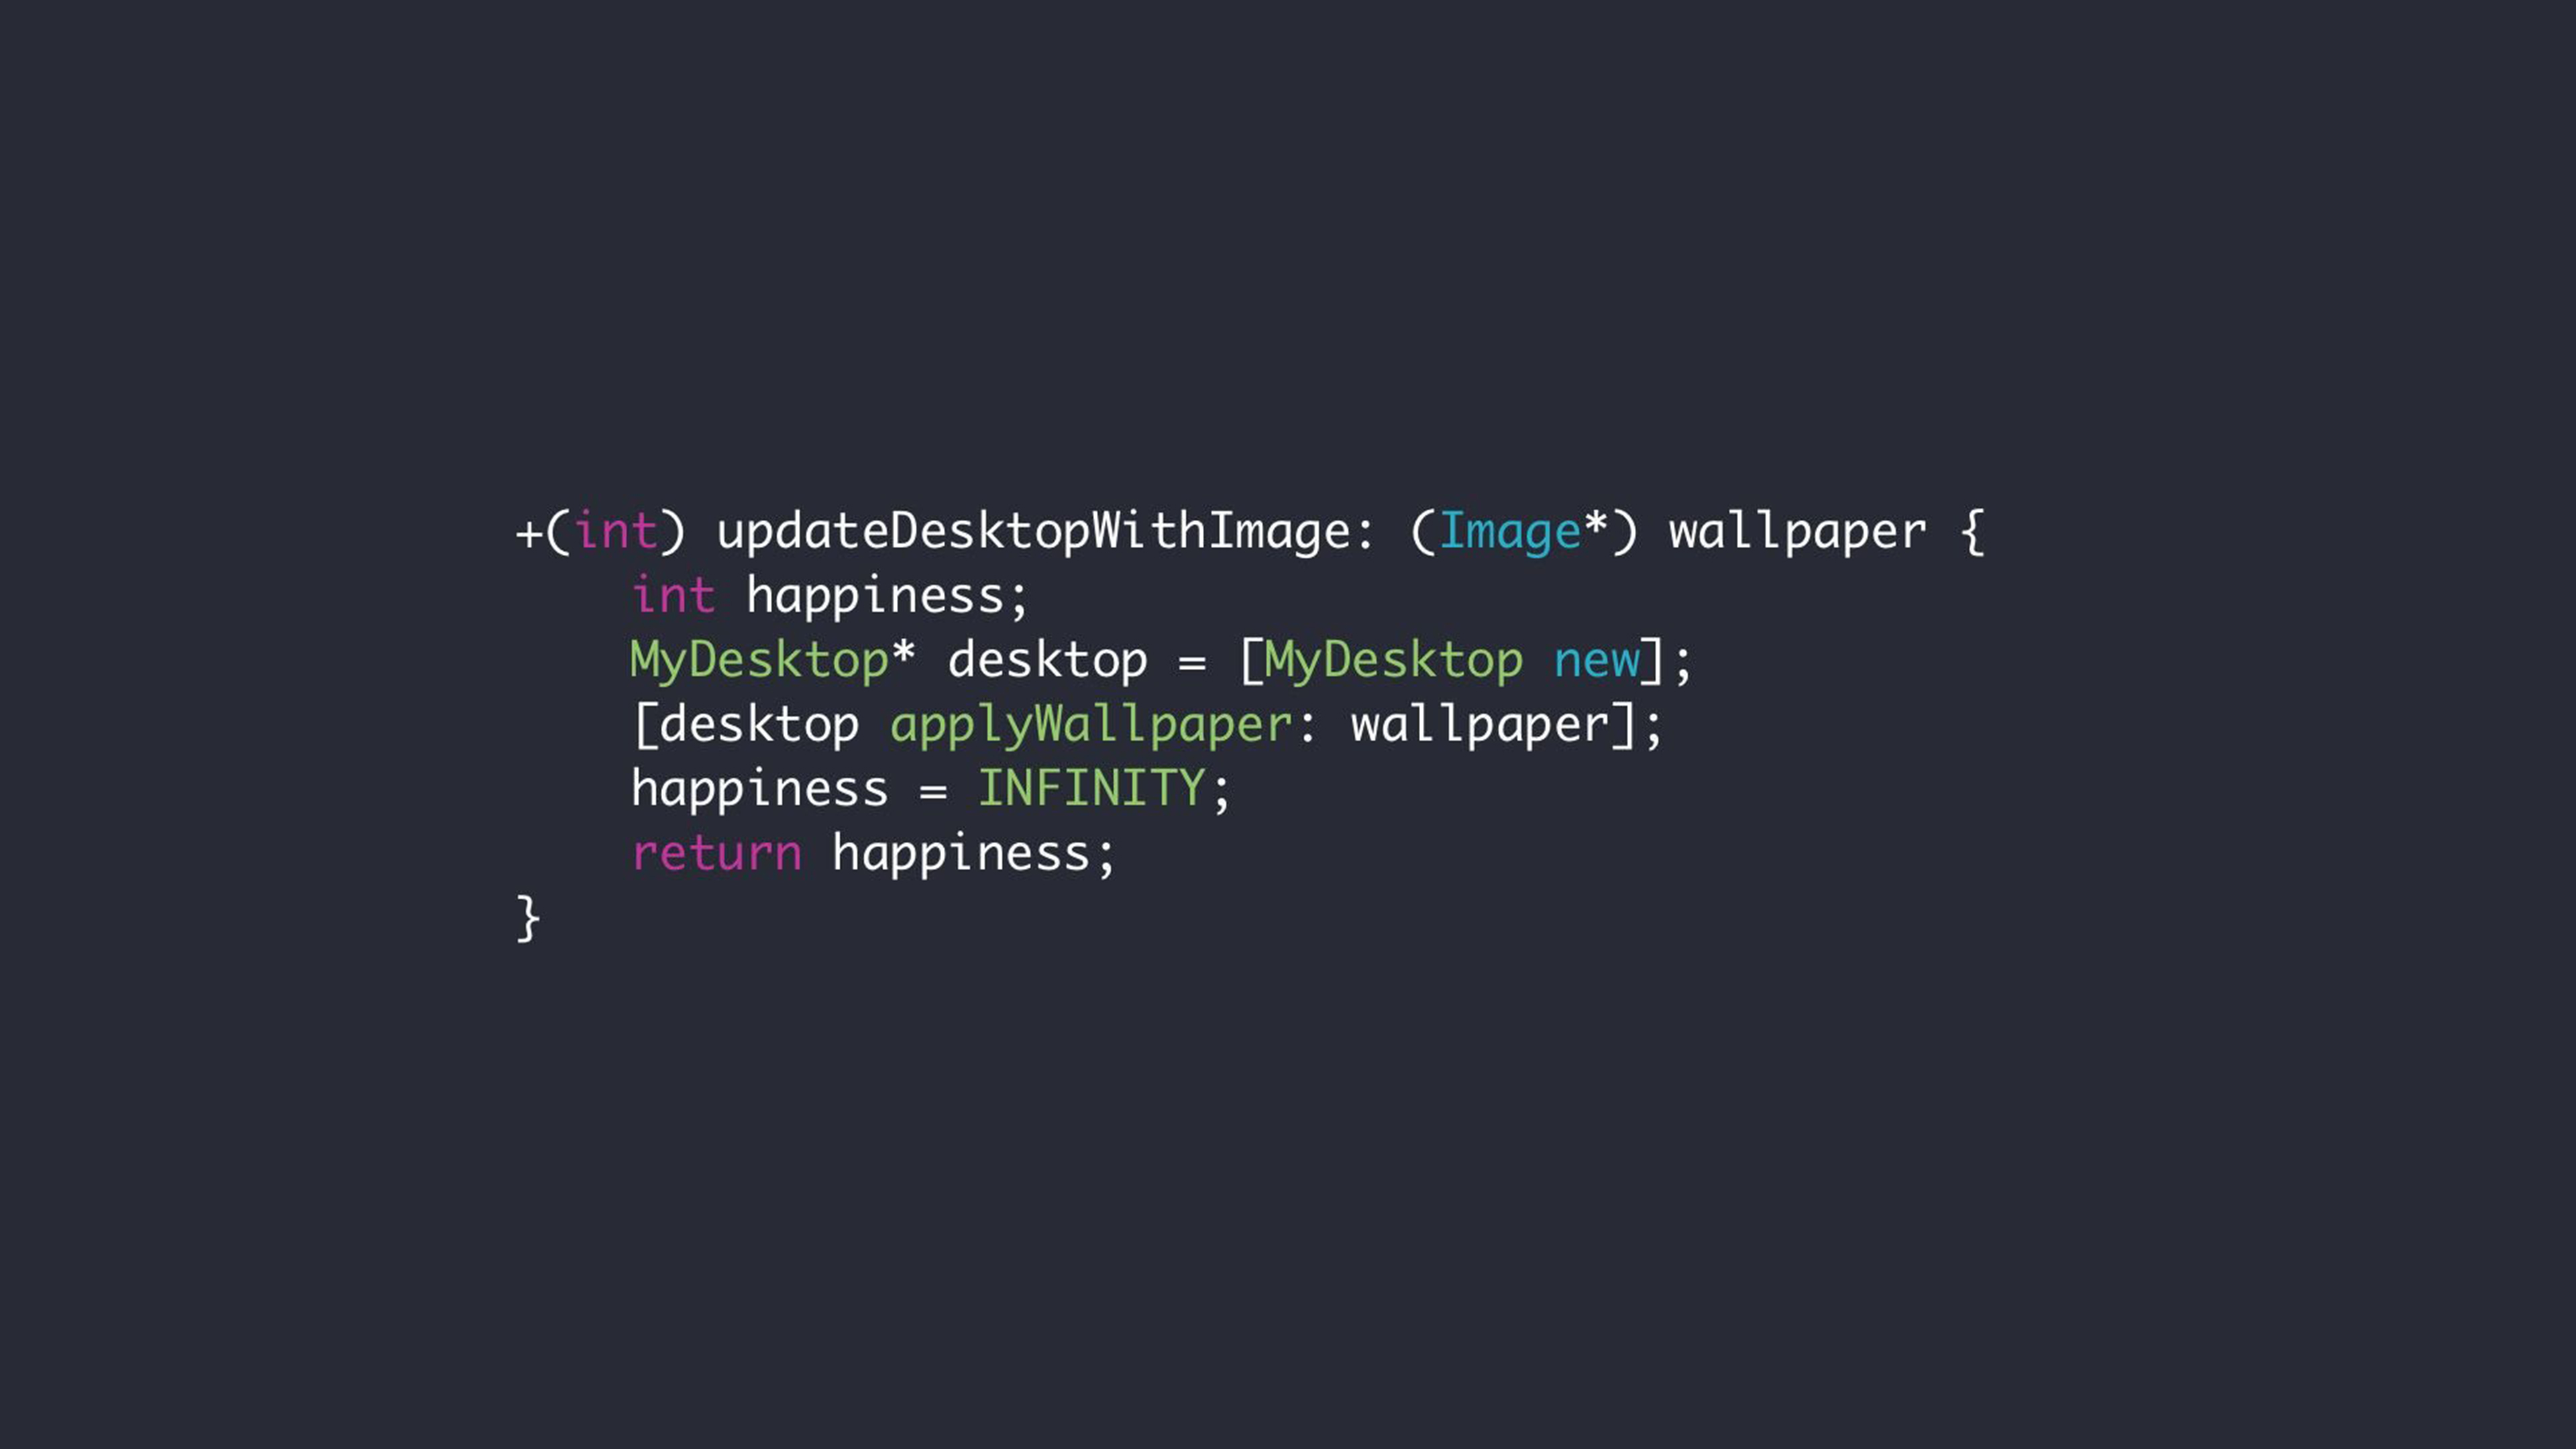 +(int) updateDesktopWithImage: (Image*) wallpaper {
    int happiness;
    MyDesktop* desktop = [MyDesktop new];
    [desktop applyWallpaper: wallpaper];
    happiness = INFINITY;
    return happiness;
}